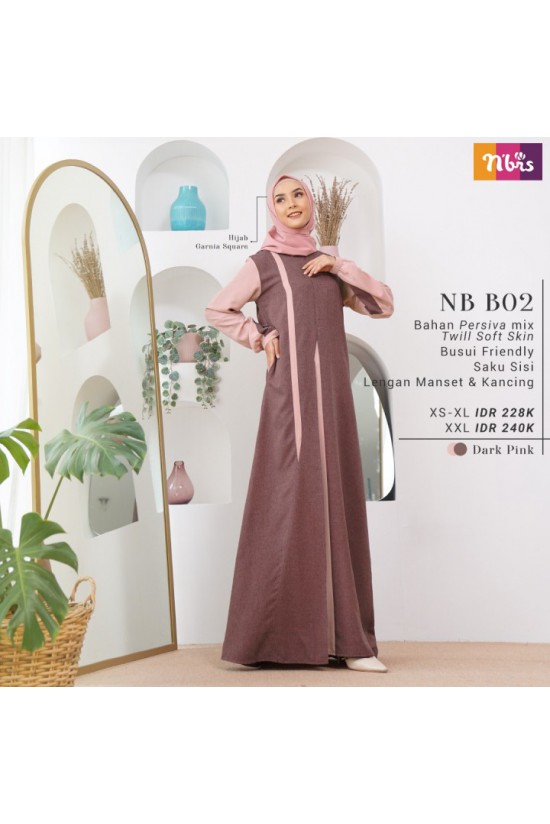 Nbrs
Hijab
Garnia Square
NB B02
Bahan Persiva mix
Twill Soft Skin
Busui Friendly
Saku Sisi
Lengan Manset & Kancing
XS-XL IDR 228K
XXL IDR 240K
Dark Pink